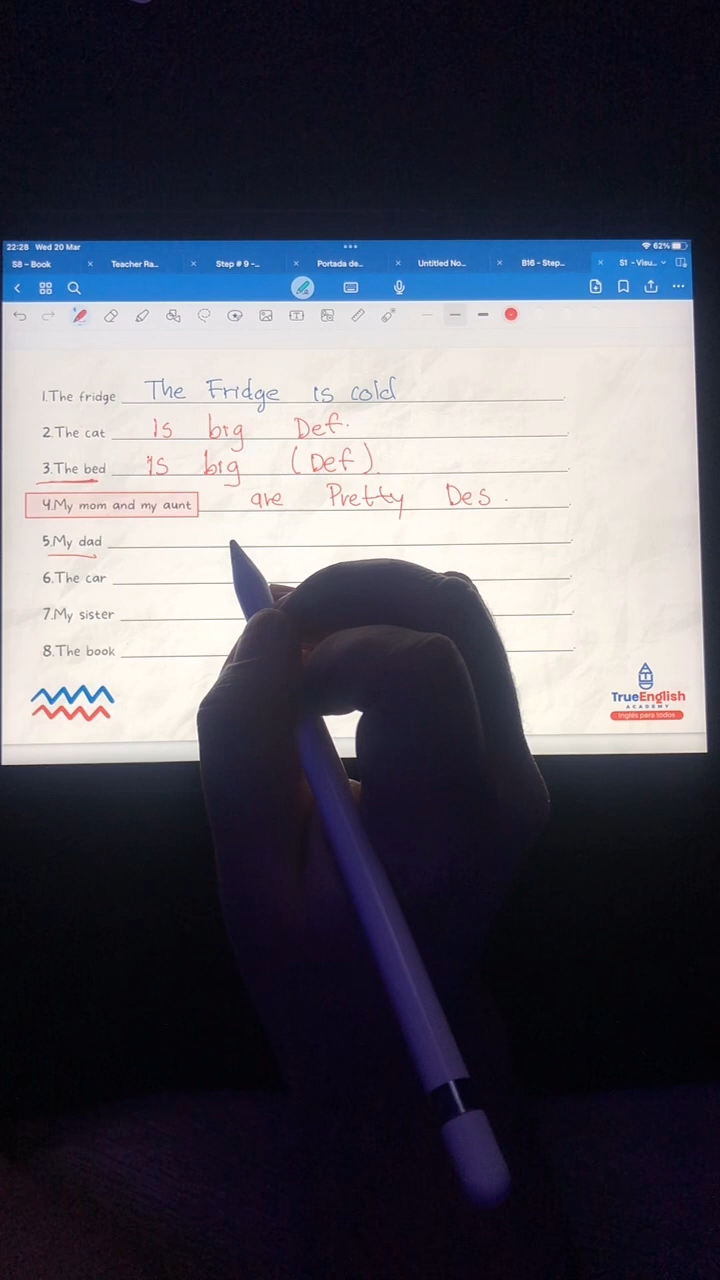 22:28 Wed 20 Mar
62%
S8 - Book
Teacher Ra...
Step # 9 -...
Portada de...
Untitled No...
B16 - Step...
S1 - Visu...
1.The fridge The Fridge is cold
2.The cat is big Def.
3.The bed is big (Def).
4.My mom and my aunt are Pretty Des.
5.My dad
6.The car
7.My sister
8.The book
TrueEnglish
ACADEMY
Inglés para todos